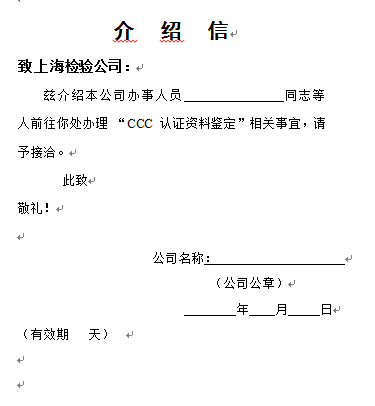 介 绍 信
致上海检验公司：
兹介绍本公司办事人员______________同志等
人前往你处办理 “CCC 认证资料鉴定”相关事宜，请
予接洽。
此致
敬礼！
公司名称：____________________
（公司公章）
________年____月_____日
（有效期 天）